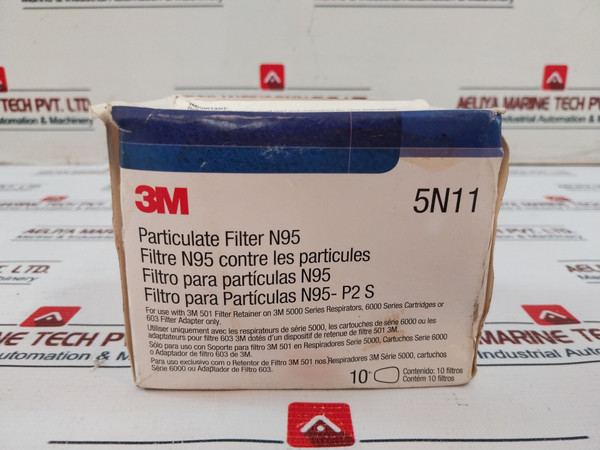 Marine & Industrial Automation
AELIYA MARINE TECH PVT.
Industrial Automation
TECH PVT. LTD.
Automation & Machinery
3M
5N11
Particulate Filter N95
Filtre N95 contre les particules
Filtro para partículas N95
Filtro para Partículas N95- P2 S
For use with 3M 501 Filter Retainer on 3M 5000 Series Respirators, 6000 Series Cartridges or
603 Filter Adapter only.
Utiliser uniquement avec les respirateurs de série 5000, les cartouches de série 6000 ou les
adaptateurs pour filtre 603 3M dotés d'un dispositif de retenue de filtre 501 3M.
Sólo para uso con Soporte para filtro 3M 501 en Respiradores Serie 5000, Cartuchos Serie 6000
o Adaptador de filtro 603 de 3M.
Para uso exclusivo com o Retentor de Filtro 3M 501 nos Respiradores 3M Série 5000, cartuchos
Série 6000 ou Adaptador de Filtro 603.
10
Contenido: 10 filtros
Contém 10 filtros